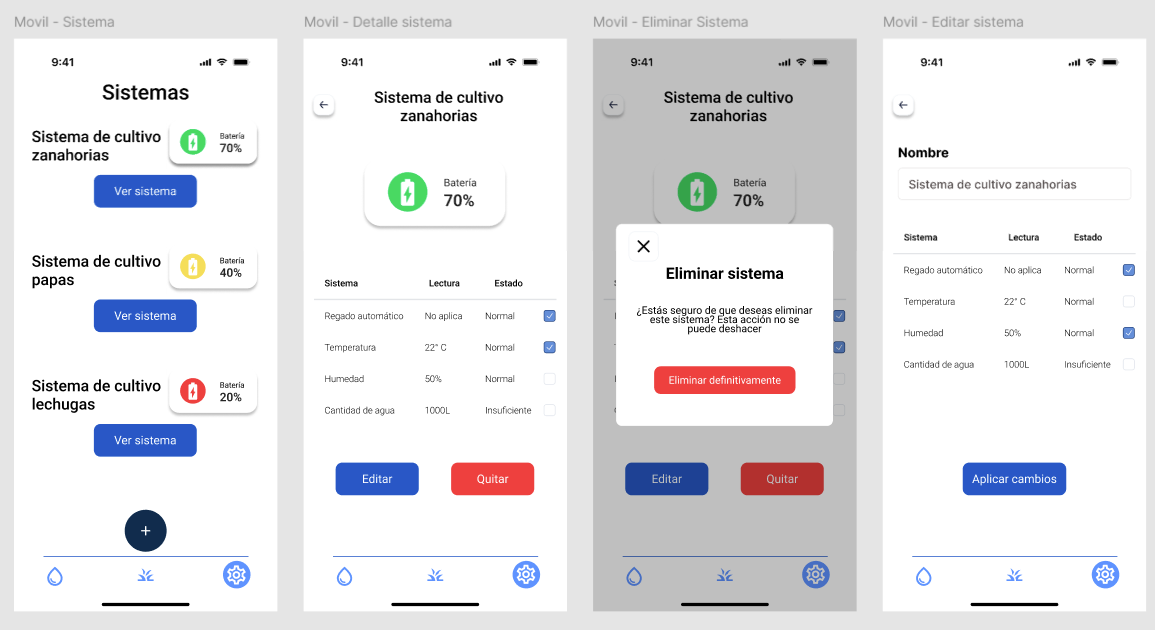 Movil - Sistema
9:41
Sistemas
Sistema de cultivo
zanahorias
Batería
70%
Ver sistema
Sistema de cultivo
papas
Batería
40%
Ver sistema
Sistema de cultivo
lechugas
Batería
20%
Ver sistema
+
Movil - Detalle sistema
9:41
Sistema de cultivo
zanahorias
Batería
70%
Sistema Lectura Estado
Regado automático No aplica Normal
Temperatura 22° C Normal
Humedad 50% Normal
Cantidad de agua 1000L Insuficiente
Editar Quitar
Movil - Eliminar Sistema
9:41
Sistema de cultivo
zanahorias
Batería
70%
Eliminar sistema
¿Estás seguro de que deseas eliminar
este sistema? Esta acción no se
puede deshacer
Eliminar definitivamente
Editar Quitar
Movil - Editar sistema
9:41
Nombre
Sistema de cultivo zanahorias
Sistema Lectura Estado
Regado automático No aplica Normal
Temperatura 22° C Normal
Humedad 50% Normal
Cantidad de agua 1000L Insuficiente
Aplicar cambios